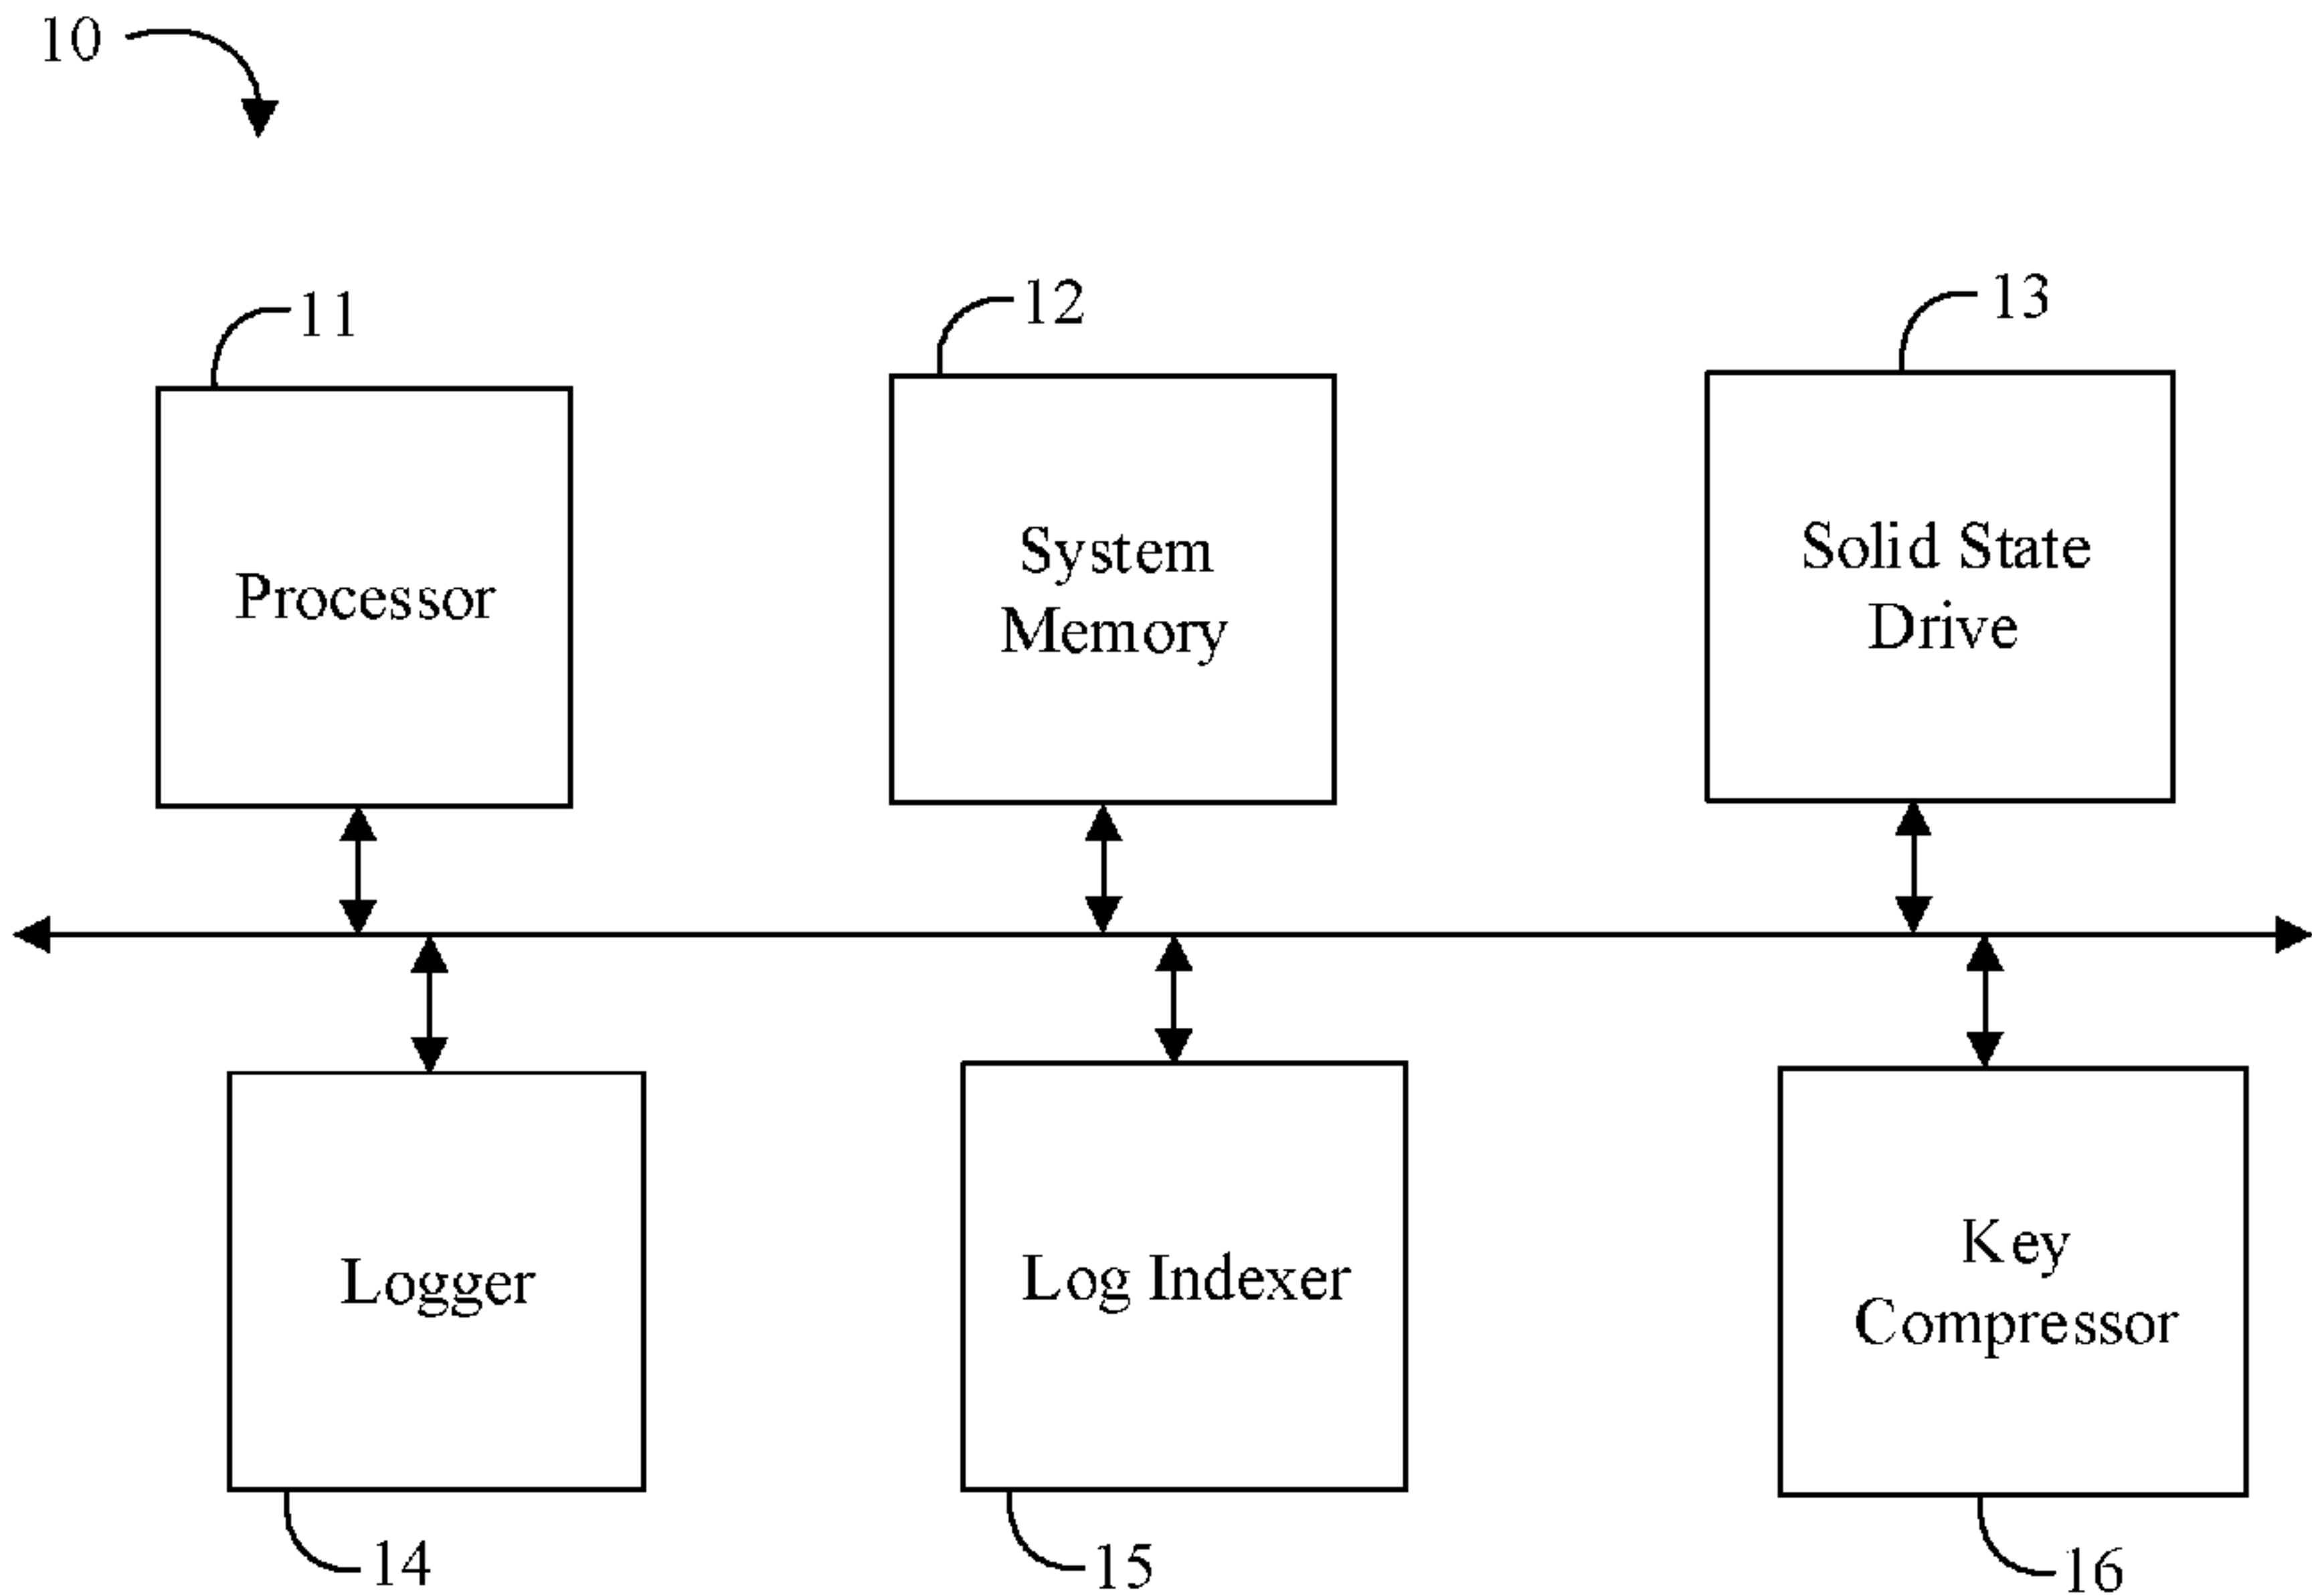 10
11
12
13
Processor
System
Memory
Solid State
Drive
Logger
Log Indexer
Key
Compressor
14
15
16